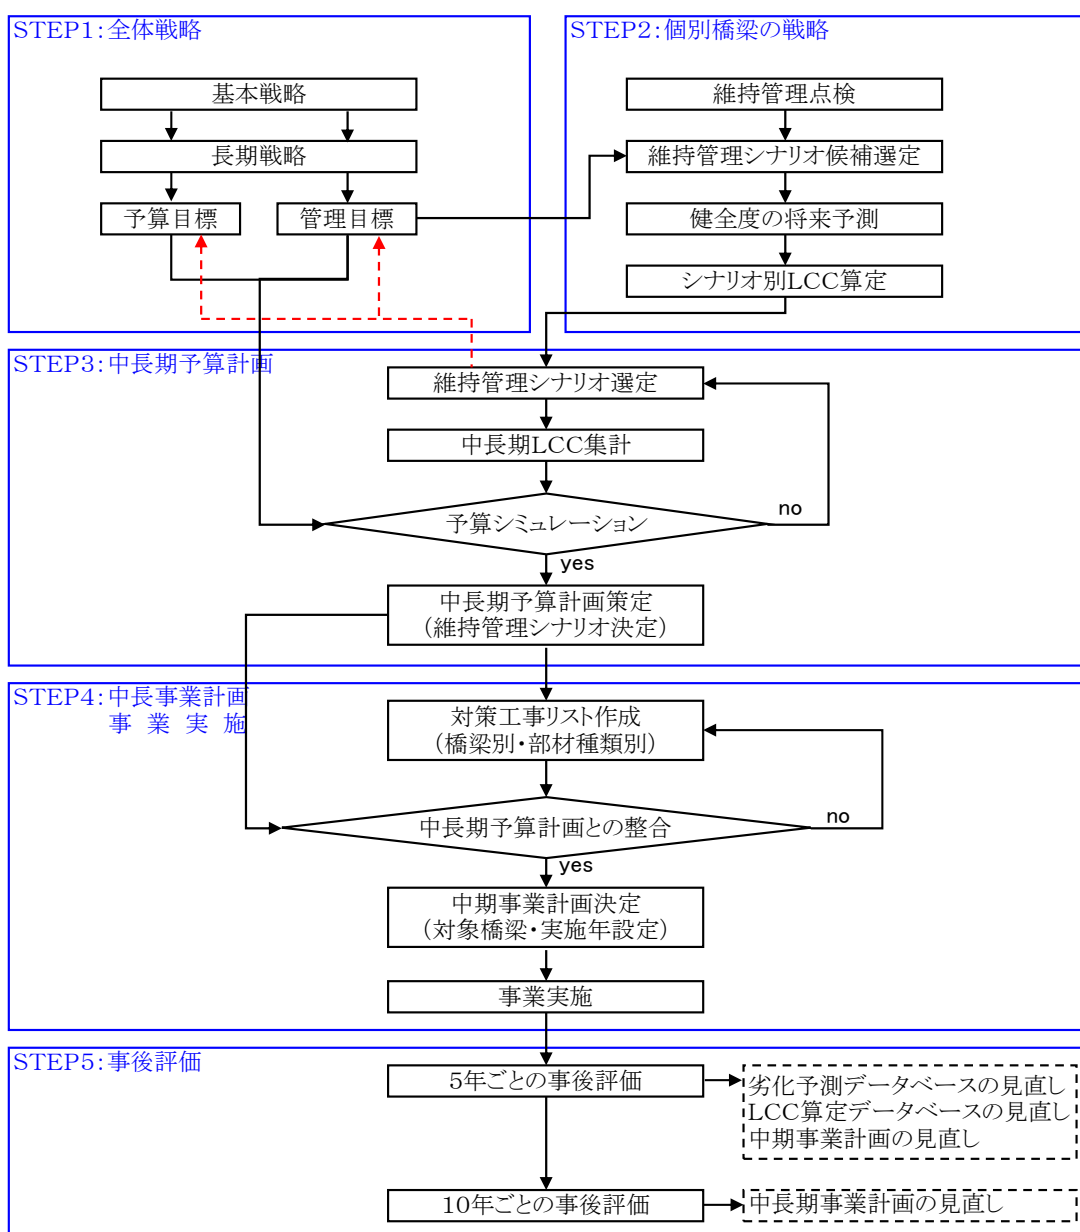 STEP1:全体戦略
基本戦略
長期戦略
予算目標
管理目標
STEP2:個別橋梁の戦略
維持管理点検
維持管理シナリオ候補選定
健全度の将来予測
シナリオ別LCC算定
STEP3:中長期予算計画
維持管理シナリオ選定
中長期LCC集計
予算シミュレーション
no
yes
中長期予算計画策定
(維持管理シナリオ決定)
STEP4:中長事業計画
事 業 実 施
対策工事リスト作成
(橋梁別・部材種類別)
中長期予算計画との整合
no
yes
中期事業計画決定
(対象橋梁・実施年設定)
事業実施
STEP5:事後評価
5年ごとの事後評価
劣化予測データベースの見直し
LCC算定データベースの見直し
中期事業計画の見直し
10年ごとの事後評価
中長期事業計画の見直し